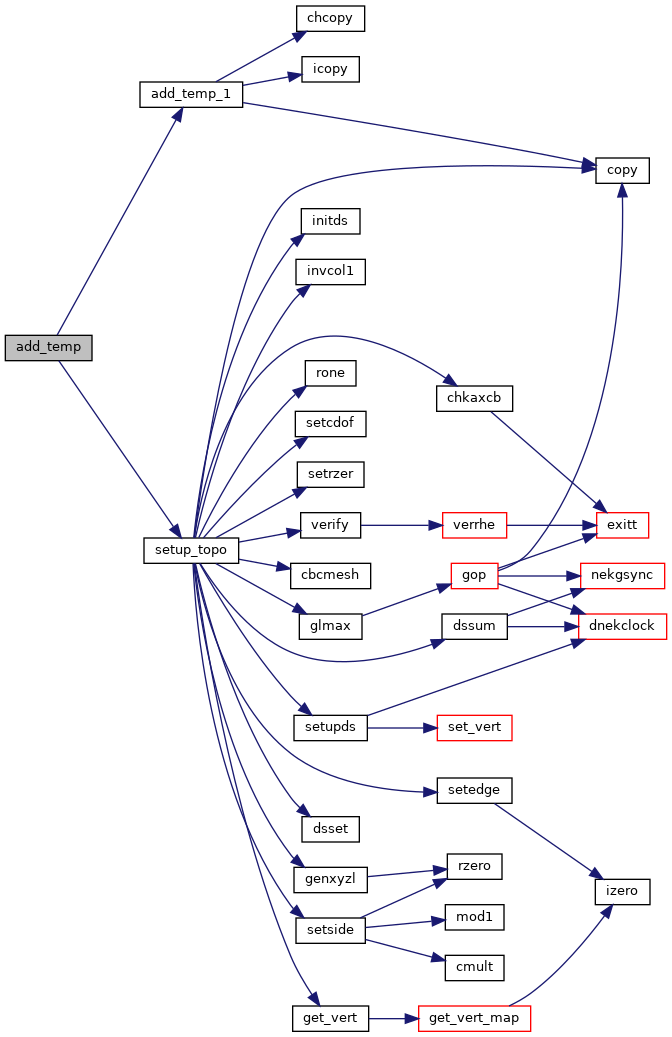 chcopy
icopy
add_temp_1
copy
initds
invcol1
add_temp
rone
chkaxcb
setcdof
setrzer
verify
verrhe
exitt
setup_topo
cbcmesh
gop
nekgsync
glmax
dssum
dnekclock
setupds
set_vert
setedge
dsset
rzero
genxyzl
izero
mod1
setside
cmult
get_vert
get_vert_map